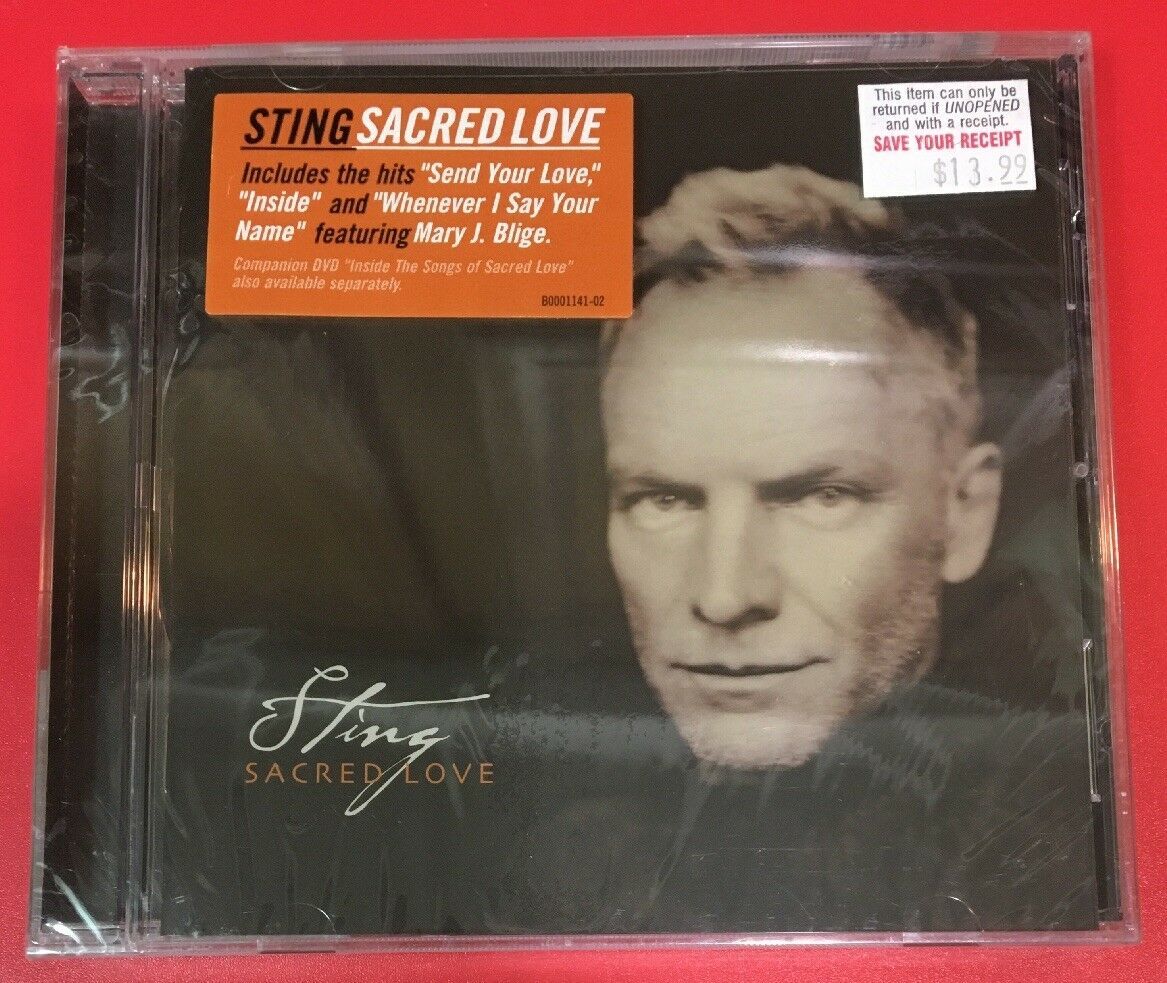 STING SACRED LOVE
Includes the hits "Send Your Love,"
"Inside" and "Whenever I Say Your
Name" featuring Mary J. Blige.
Companion DVD "Inside The Songs of Sacred Love"
also available separately.
B0001141-02
This item can only be
returned if UNOPENED
and with a receipt.
SAVE YOUR RECEIPT
$13.99
Sting
SACRED LOVE